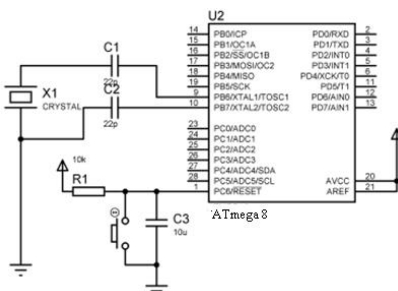 U2
14 PB0/ICP PD0/RXD 2
15 PB1/OC1A PD1/TXD 3
16 PB2/SS/OC1B PD2/INT0 4
17 PB3/MOSI/OC2 PD3/INT1 5
18 PB4/MISO PD4/XCK/T0 6
19 PB5/SCK PD5/T1 11
9 PB6/XTAL1/TOSC1 PD6/AIN0 12
10 PB7/XTAL2/TOSC2 PD7/AIN1 13
C1
22p
C2
22p
X1
CRYSTAL
23 PC0/ADC0
24 PC1/ADC1
25 PC2/ADC2
26 PC3/ADC3
27 PC4/ADC4/SDA
28 PC5/ADC5/SCL AVCC 20
1 PC6/RESET AREF 21
10k
R1
C3
10u
ATmega8